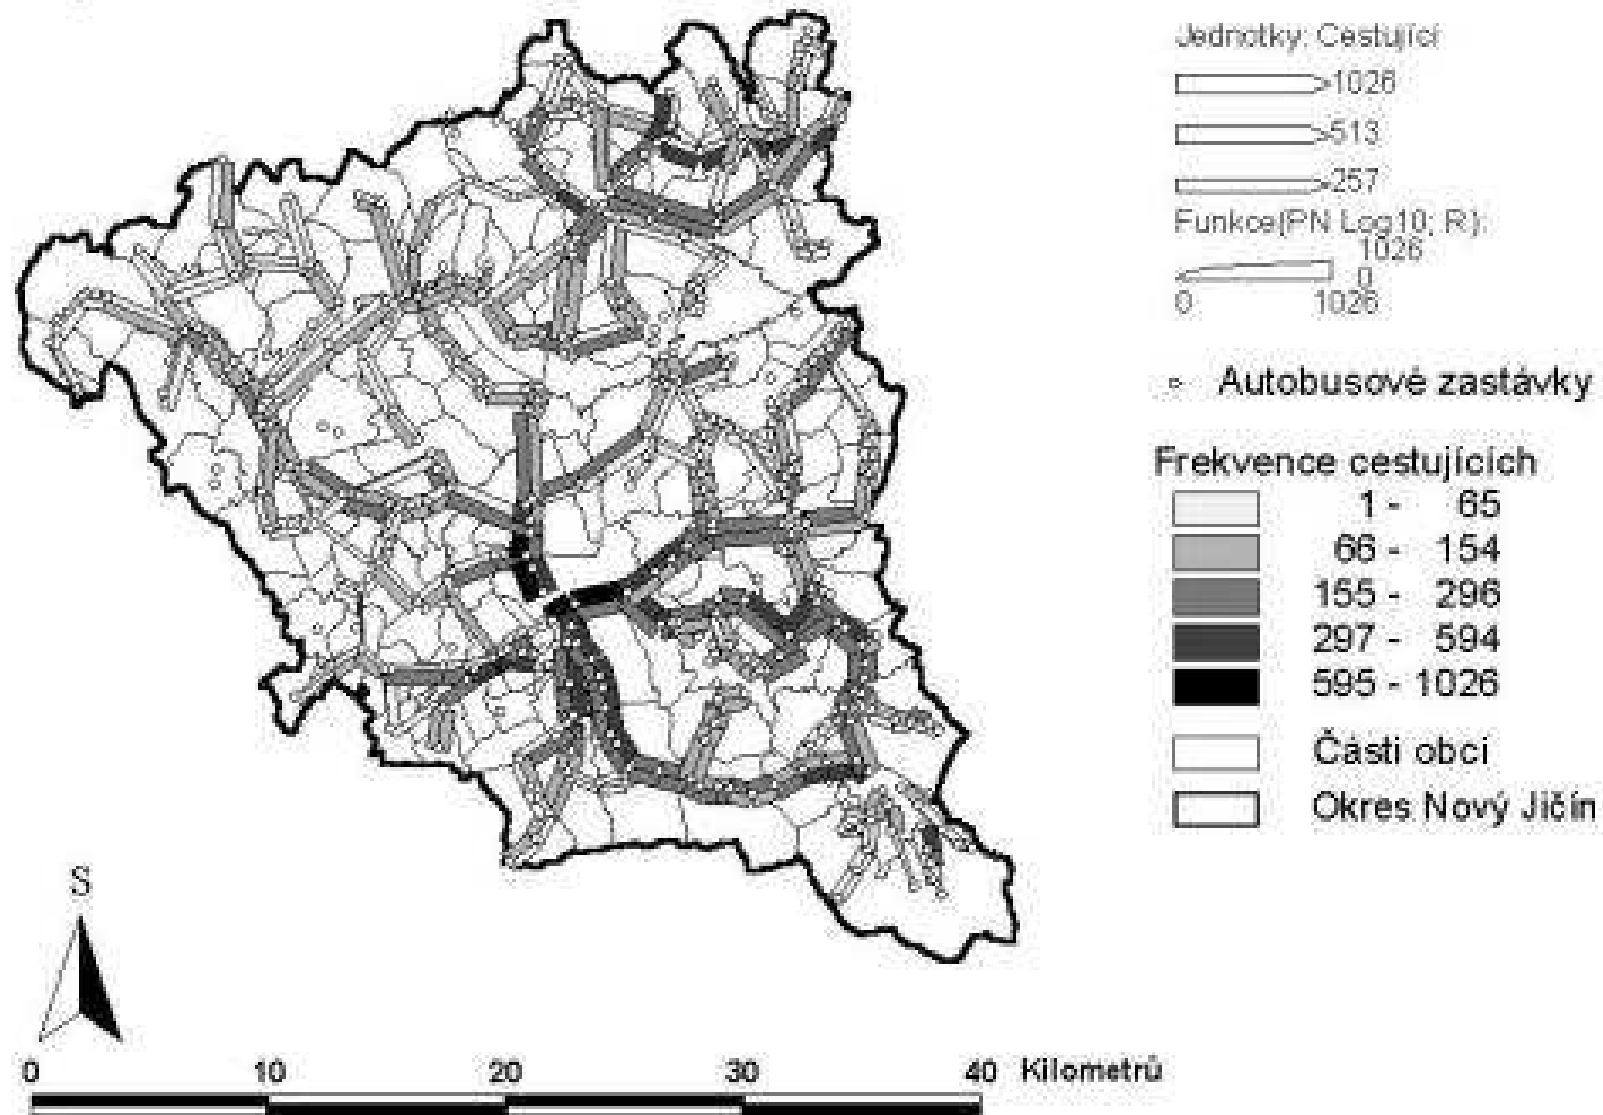 Jednotky: Cestující
1026
513
257
Funkce(PN Log10; R):
1026
0
0 1026
Autobusové zastávky
Frekvence cestujících
1 - 65
66 - 154
155 - 296
297 - 594
595 - 1026
Části obcí
Okres Nový Jičín
S
0 10 20 30 40 Kilometrů